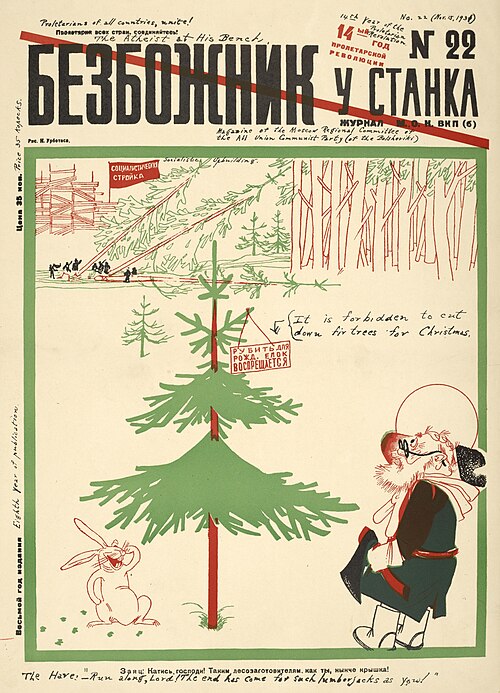 Proletarians of all countries, unite!
Пролетарии всех стран, соединяйтесь!
The Atheist at His Bench.
14th Year of the
Proletarian
Revolution
No. 22 (Nov. 15, 1931)
14 ый ГОД
ПРОЛЕТАРСКОЙ
РЕВОЛЮЦИИ
N 22
БЕЗБОЖНИК
У СТАНКА
ЖУРНАЛ М. О. К. ВКП (б)
Magazine of the Moscow Regional Committee of
the All Union Communist Party (of the Bolsheviks)
Рис. К. Урбетиса.
Цена 35 коп. Price 35 kopecks.
СОЦИАЛИСТИЧЕСКАЯ
СТРОЙКА
Socialistic Upbuilding.
It is forbidden to cut
down fir trees for Christmas.
РУБИТЬ ДЛЯ
РОЖД. ЕЛОК
ВОСПРЕЩАЕТСЯ
Восьмой год издания Eighth Year of publication
Заяц: Катись, господи! Таким лесозаготовителям, как ты, нынче крышка!
The Hare: "—Run along, Lord! The end has come for such lumberjacks as you!"